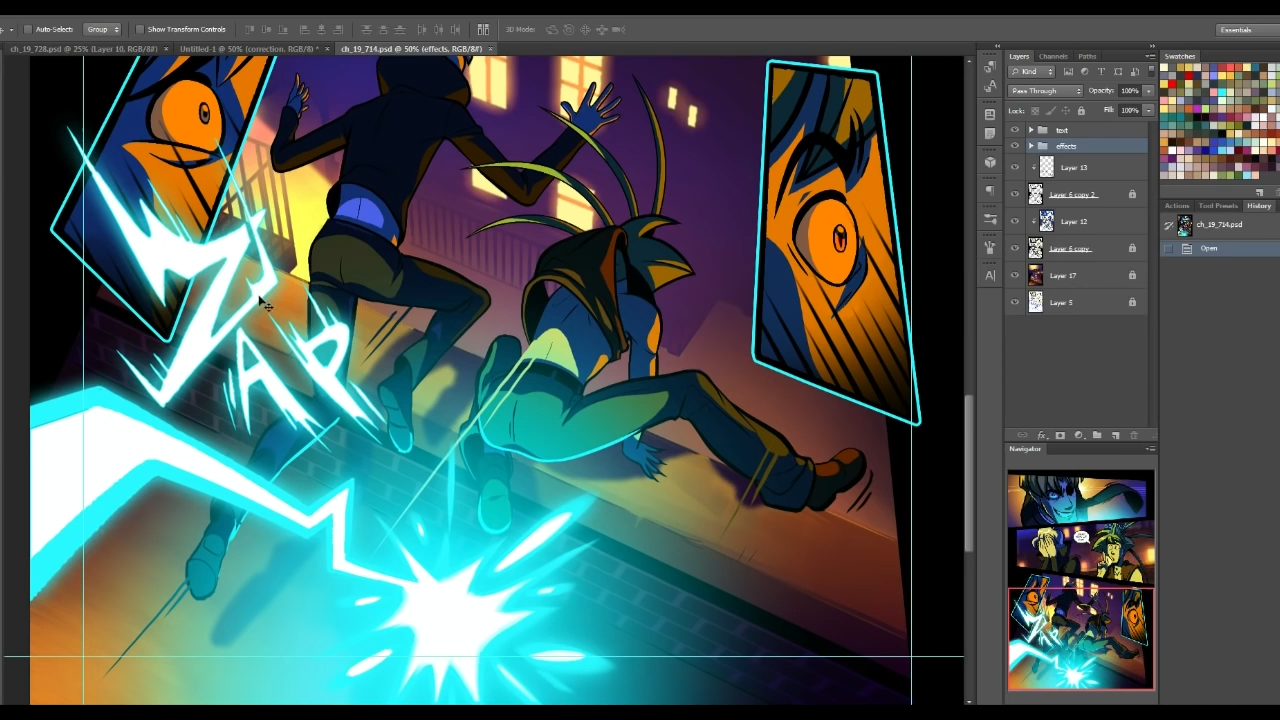 Auto-Select: Group Show Transform Controls 3D Mode: Essentials
ch_19_728.psd @ 25% (Layer 10, RGB/8#) × Untitled-1 @ 50% (correction, RGB/8) * × ch_19_714.psd @ 50% (effects, RGB/8#) ×
ZAP
A
Layers Channels Paths
Kind
Pass Through Opacity: 100%
Lock: Fill: 100%
text
effects
Layer 13
Layer 6 copy 2
Layer 12
Layer 6 copy
Layer 17
Layer 5
fx
Navigator
Swatches
Actions Tool Presets History
ch_19_714.psd
Open